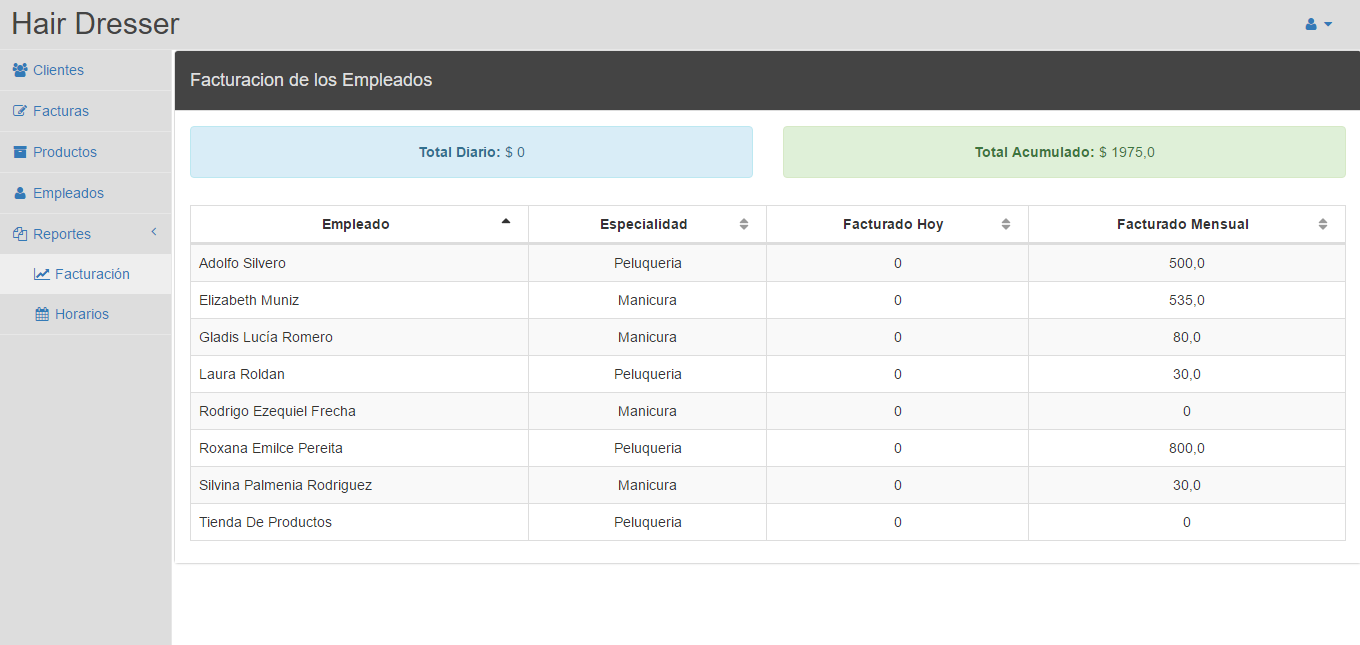 Hair Dresser
Clientes
Facturas
Productos
Empleados
Reportes
Facturación
Horarios
Facturacion de los Empleados
Total Diario: $ 0
Total Acumulado: $ 1975,0
Empleado Especialidad Facturado Hoy Facturado Mensual
Adolfo Silvero Peluqueria 0 500,0
Elizabeth Muniz Manicura 0 535,0
Gladis Lucía Romero Manicura 0 80,0
Laura Roldan Peluqueria 0 30,0
Rodrigo Ezequiel Frecha Manicura 0 0
Roxana Emilce Pereita Peluqueria 0 800,0
Silvina Palmenia Rodriguez Manicura 0 30,0
Tienda De Productos Peluqueria 0 0